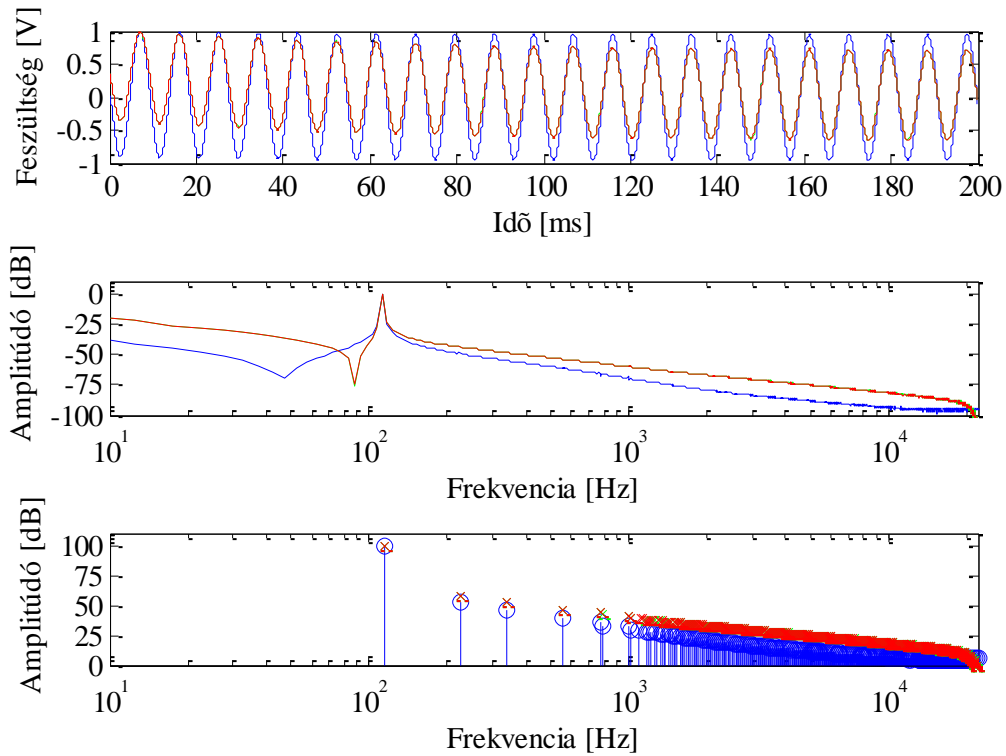 Feszültség [V]
1
0.5
0
-0.5
-1
0 20 40 60 80 100 120 140 160 180 200
Idõ [ms]
Amplitúdó [dB]
0
-25
-50
-75
-100
10^1 10^2 10^3 10^4
Frekvencia [Hz]
Amplitúdó [dB]
100
75
50
25
0
10^1 10^2 10^3 10^4
Frekvencia [Hz]